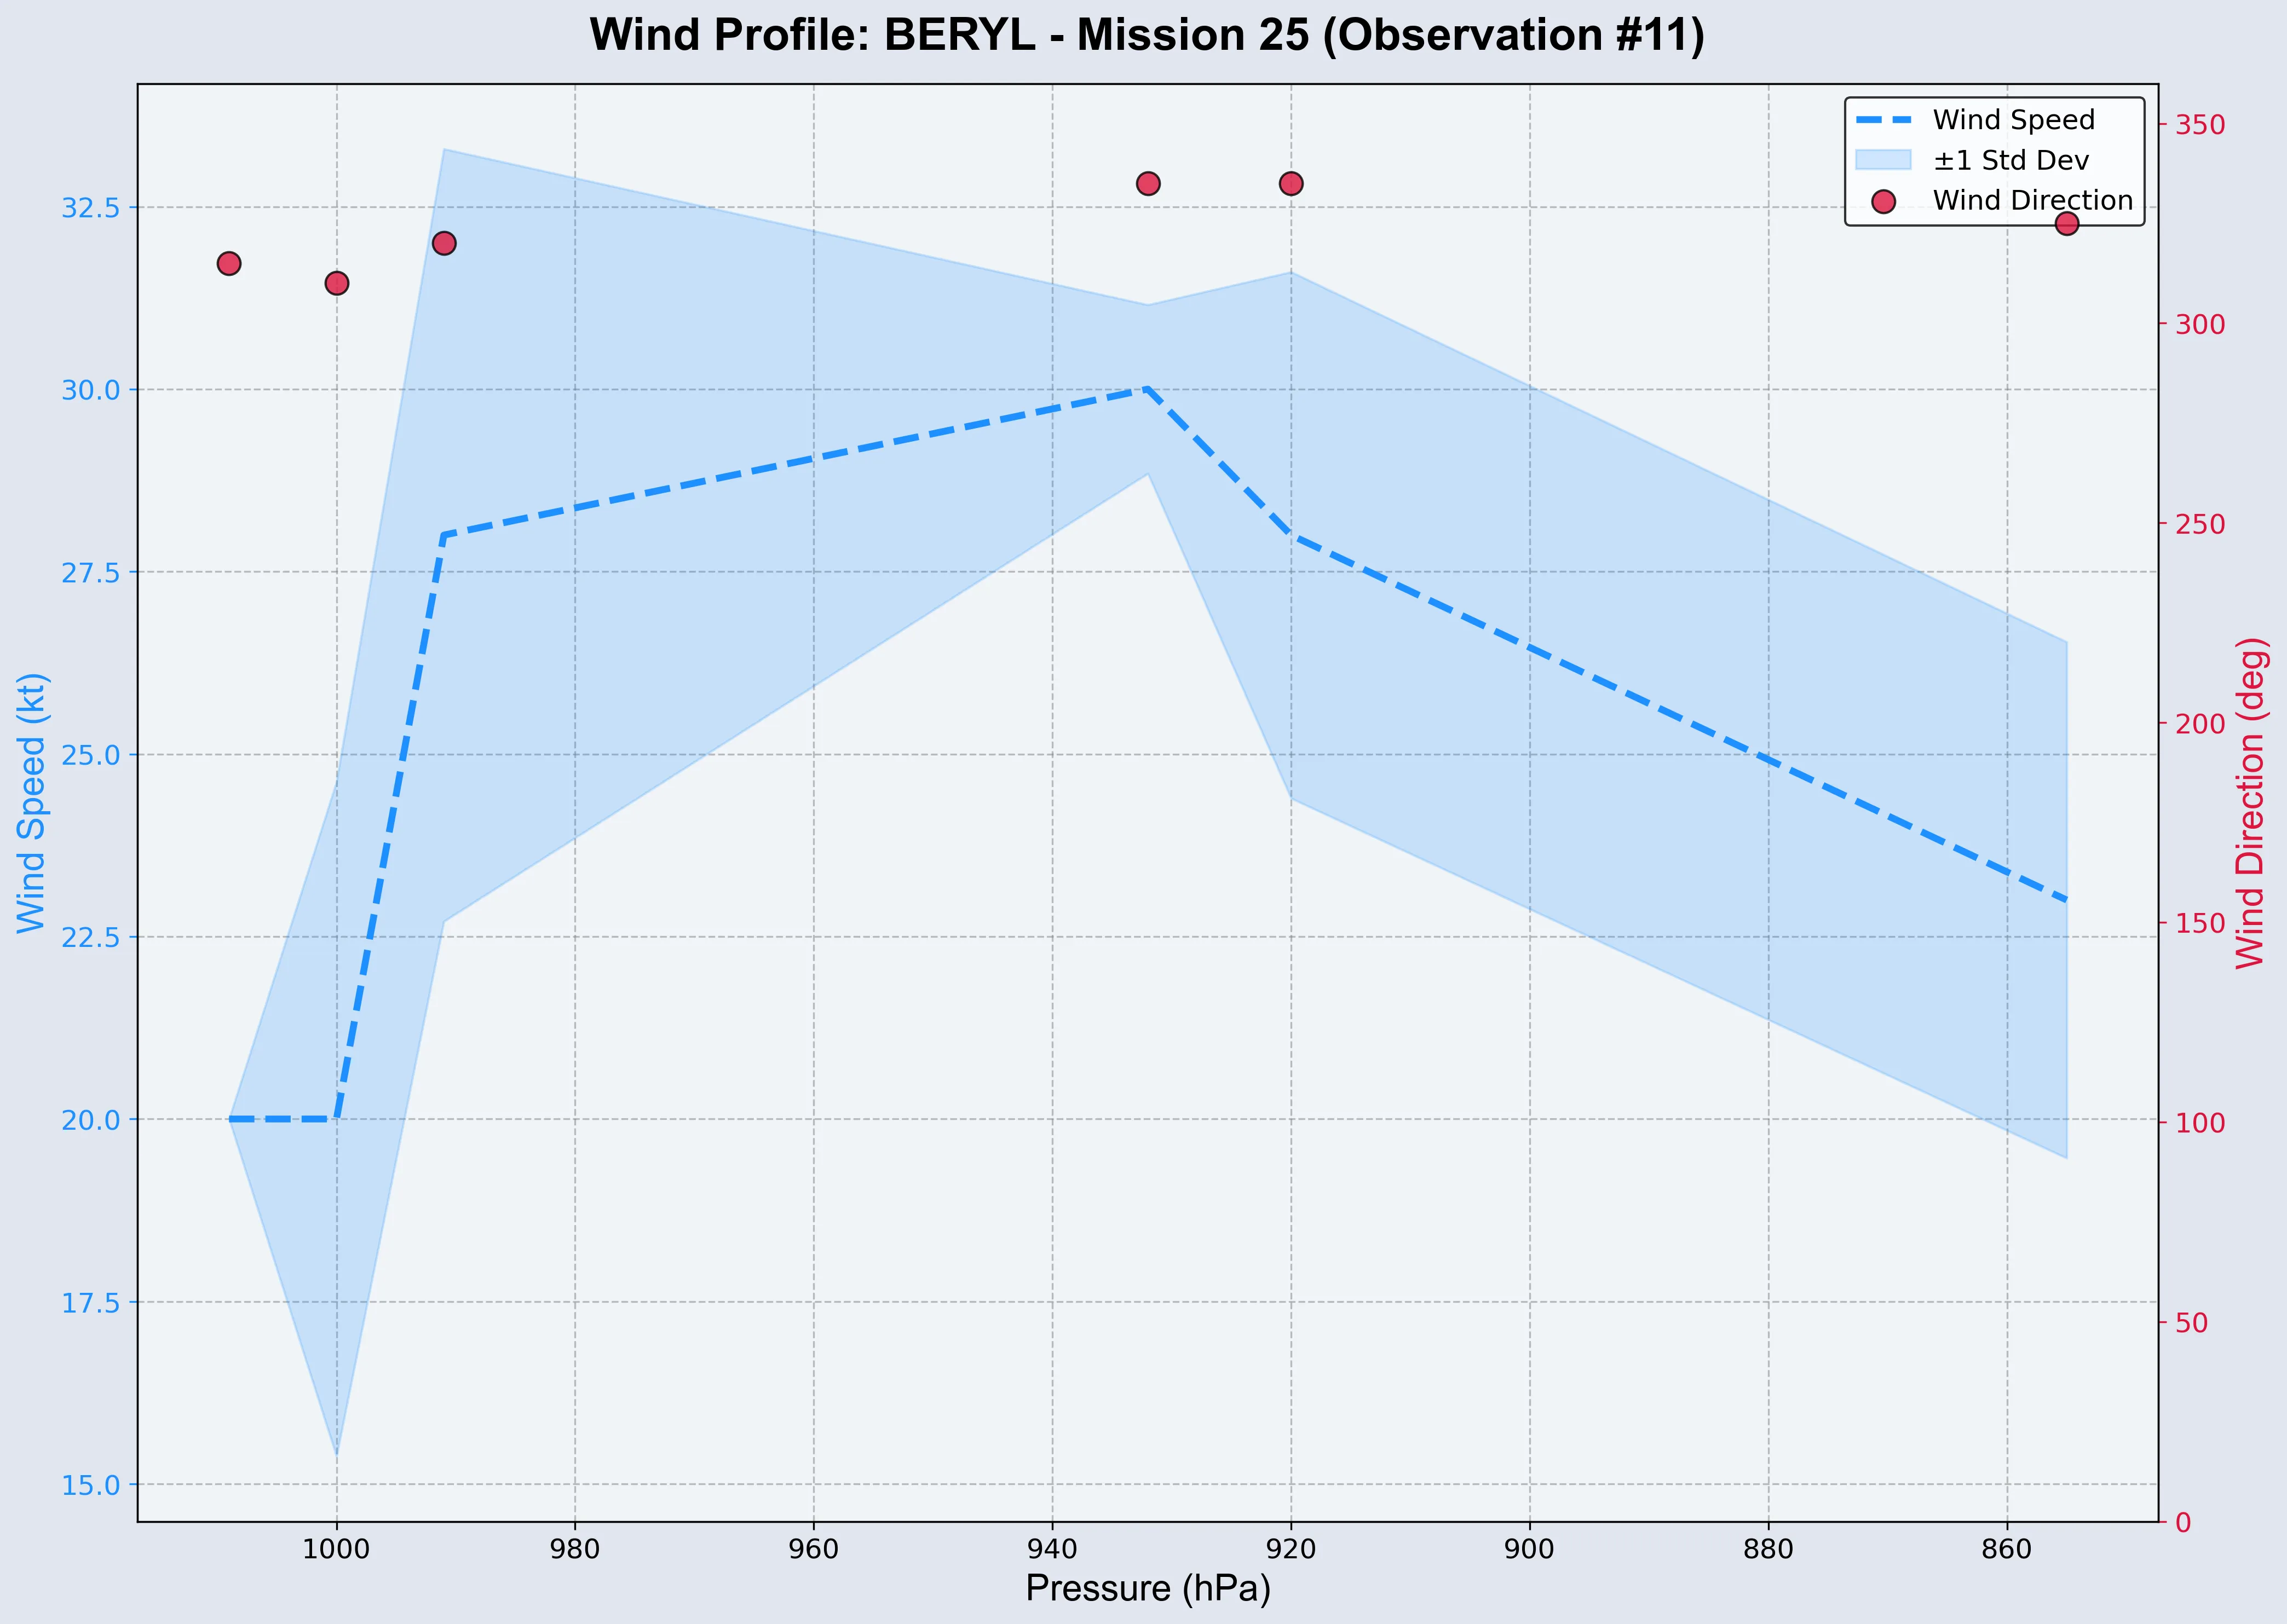 Wind Profile: BERYL - Mission 25 (Observation #11)
Wind Speed
±1 Std Dev
Wind Direction
32.5
30.0
27.5
25.0
22.5
20.0
17.5
15.0
Wind Speed (kt)
350
300
250
200
150
100
50
0
Wind Direction (deg)
1000 980 960 940 920 900 880 860
Pressure (hPa)